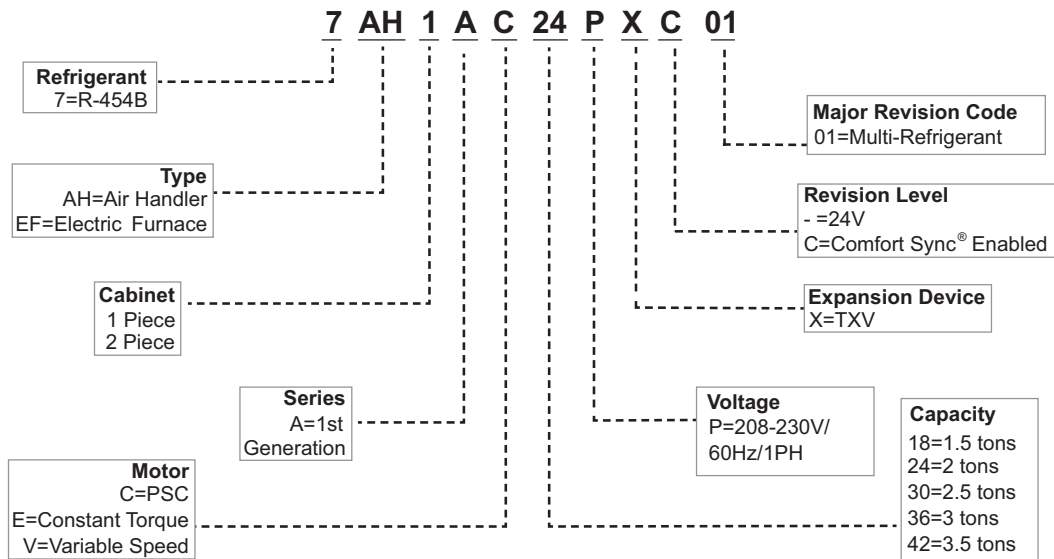 7 AH 1 A C 24 P X C 01
Refrigerant
7=R-454B
Type
AH=Air Handler
EF=Electric Furnace
Cabinet
1 Piece
2 Piece
Series
A=1st
Generation
Motor
C=PSC
E=Constant Torque
V=Variable Speed
Major Revision Code
01=Multi-Refrigerant
Revision Level
- =24V
C=Comfort Sync® Enabled
Expansion Device
X=TXV
Voltage
P=208-230V/
60Hz/1PH
Capacity
18=1.5 tons
24=2 tons
30=2.5 tons
36=3 tons
42=3.5 tons